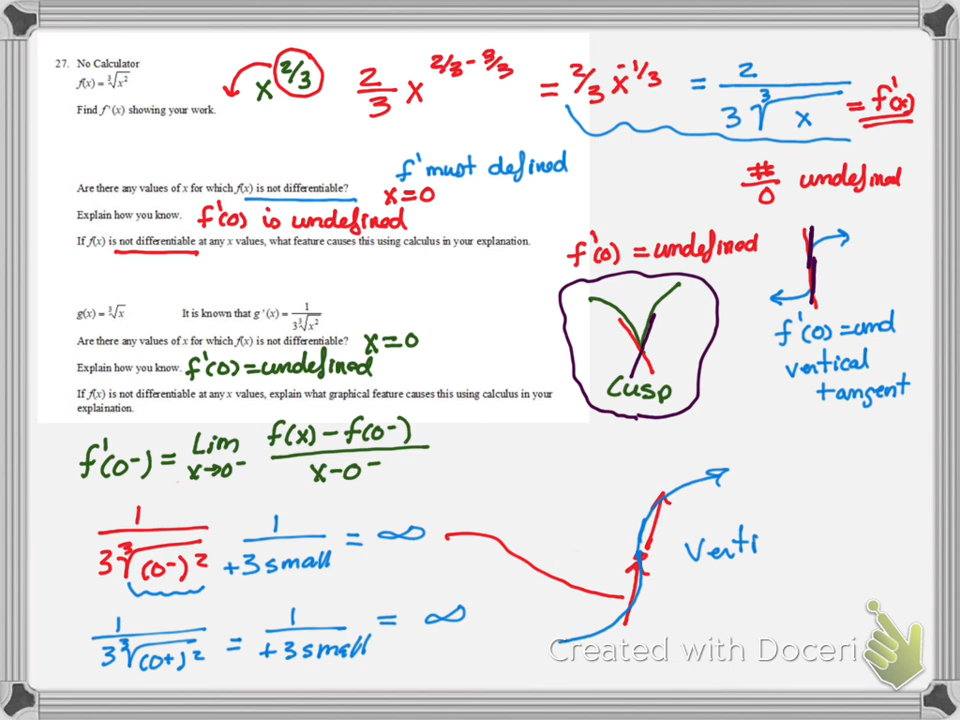 27. No Calculator
f(x) = ∛x²
Find f '(x) showing your work.
x^(2/3)
2/3 x^(2/3 - 3/3) = 2/3 x^(-1/3) = 2/(3∛x) = f'(x)
f' must defined
#/0 undefined
Are there any values of x for which f(x) is not differentiable?
x=0
Explain how you know.
f'(0) is undefined
If f(x) is not differentiable at any x values, what feature causes this using calculus in your explanation.
f'(0) = undefined
Cusp
f'(0) = und
vertical
tangent
g(x) = ∛x It is known that g '(x) = 1/(3∛x²)
Are there any values of x for which f(x) is not differentiable?
x=0
Explain how you know.
f'(0) = undefined
If f(x) is not differentiable at any x values, explain what graphical feature causes this using calculus in your
explaination.
f'(0-) = Lim x→0- (f(x) - f(0-))/(x-0-)
1/(3∛(0-)²) 1/(+3small) = ∞
Verti
1/(3∛(0+)²) = 1/(+3small) = ∞
Created with Doceri